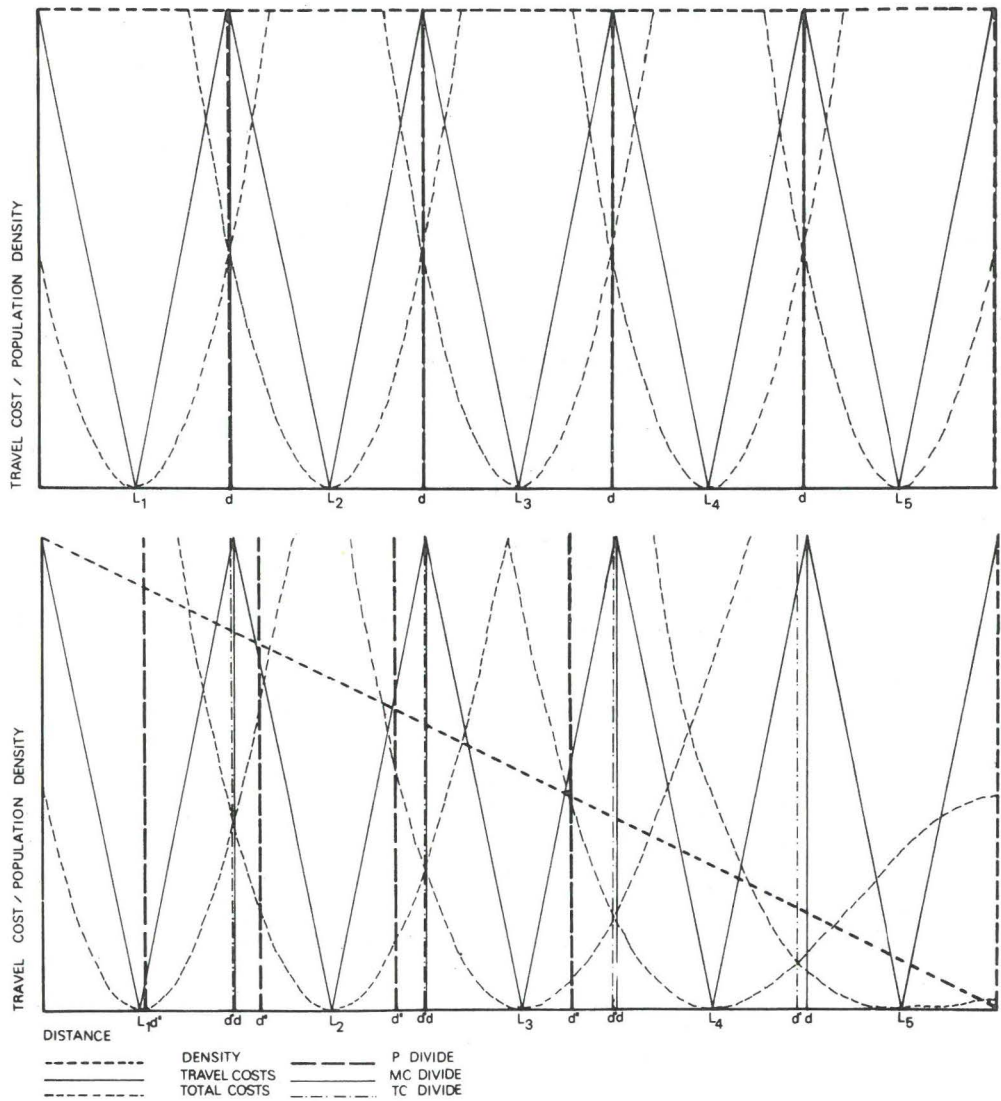 TRAVEL COST / POPULATION DENSITY
L1 d L2 d L3 d L4 d L5
TRAVEL COST / POPULATION DENSITY
L1 d" d' d d" L2 d" d' d L3 d" d' d L4 d' d L5
DISTANCE
DENSITY P DIVIDE
TRAVEL COSTS MC DIVIDE
TOTAL COSTS TC DIVIDE